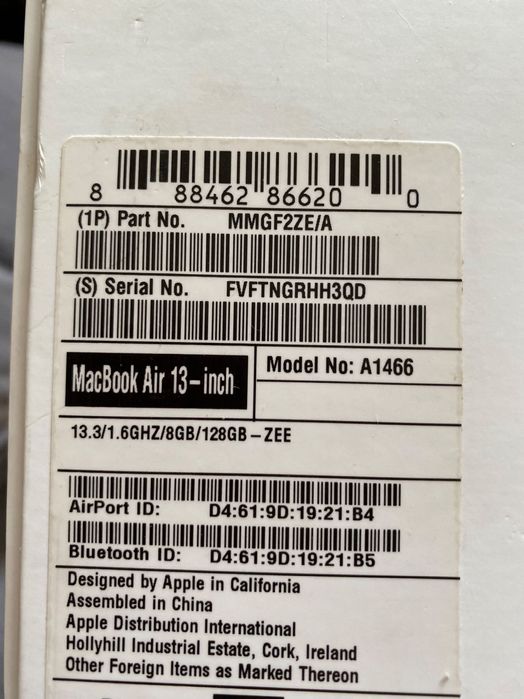 8 88462 86620 0
(1P) Part No. MMGF2ZE/A
(S) Serial No. FVFTNGRHH3QD
MacBook Air 13-inch
Model No: A1466
13.3/1.6GHZ/8GB/128GB – ZEE
AirPort ID: D4:61:9D:19:21:B4
Bluetooth ID: D4:61:9D:19:21:B5
Designed by Apple in California
Assembled in China
Apple Distribution International
Hollyhill Industrial Estate, Cork, Ireland
Other Foreign Items as Marked Thereon